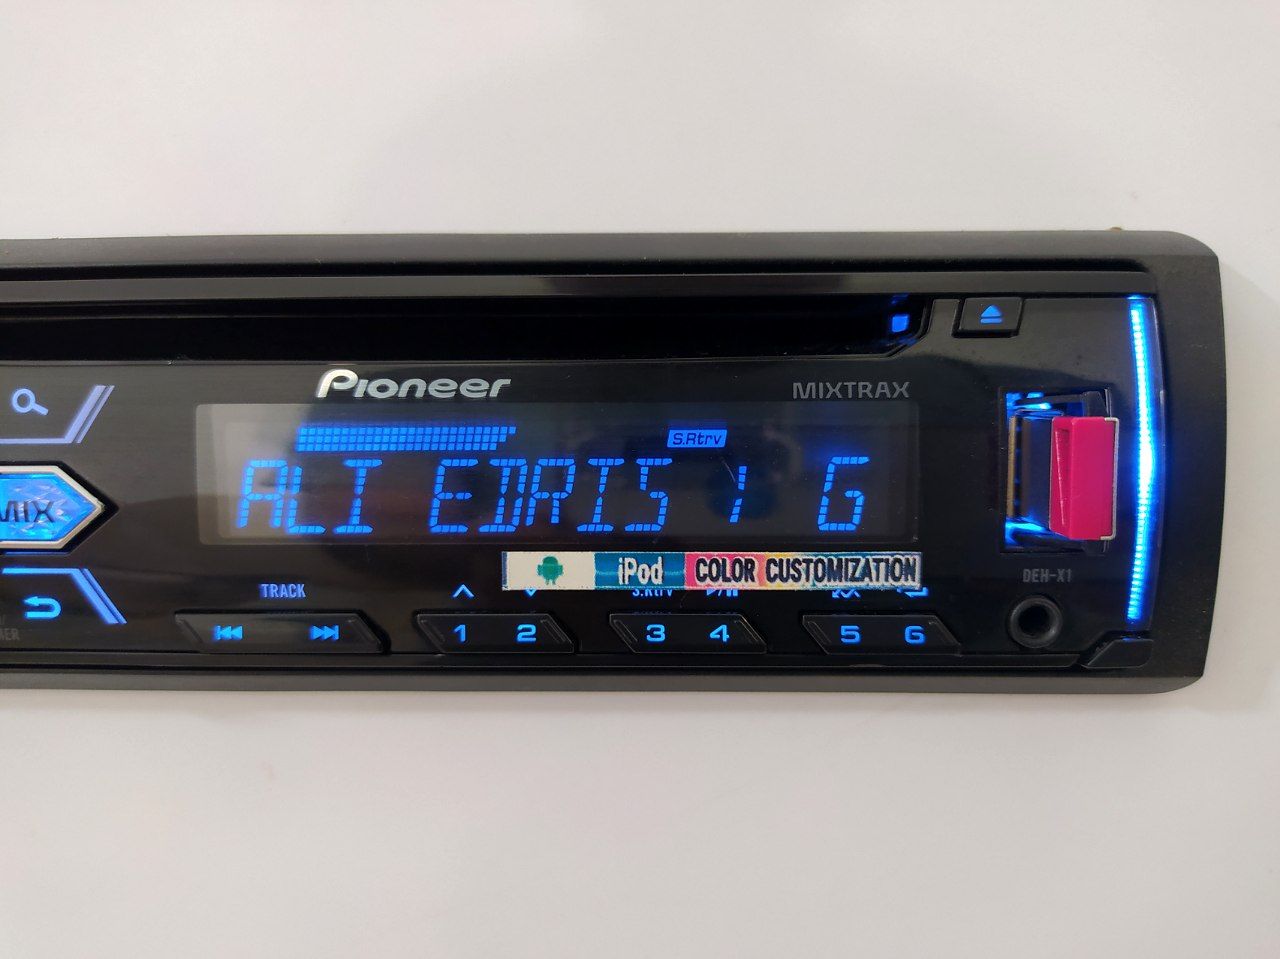 Pioneer
MIXTRAX
S.Rtrv
ALI EDRIS ' G
MIX
iPod COLOR CUSTOMIZATION
DEH-X1
TRACK
S.Rtrv
1 2 3 4 5 6